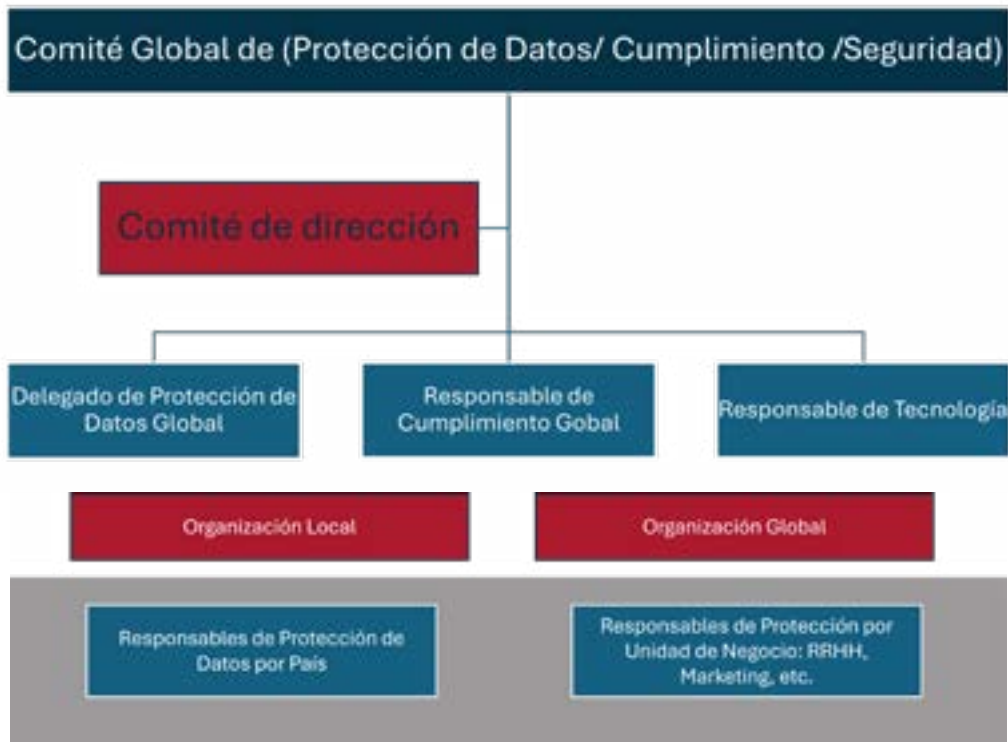 Comité Global de (Protección de Datos/ Cumplimiento /Seguridad)
Comité de dirección
Delegado de Protección de
Datos Global
Responsable de
Cumplimiento Gobal
Responsable de Tecnología
Organización Local
Organización Global
Responsables de Protección de
Datos por País
Responsables de Protección por
Unidad de Negocio: RRHH,
Marketing, etc.